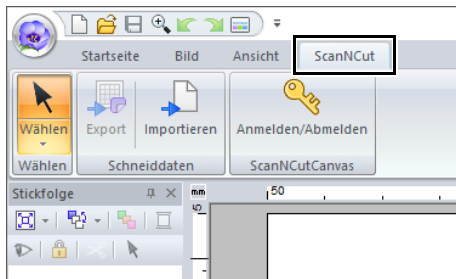 Startseite Bild Ansicht ScanNCut
Wählen Export Importieren Anmelden/Abmelden
Wählen Schneiddaten ScanNCutCanvas
Stickfolge mm 50